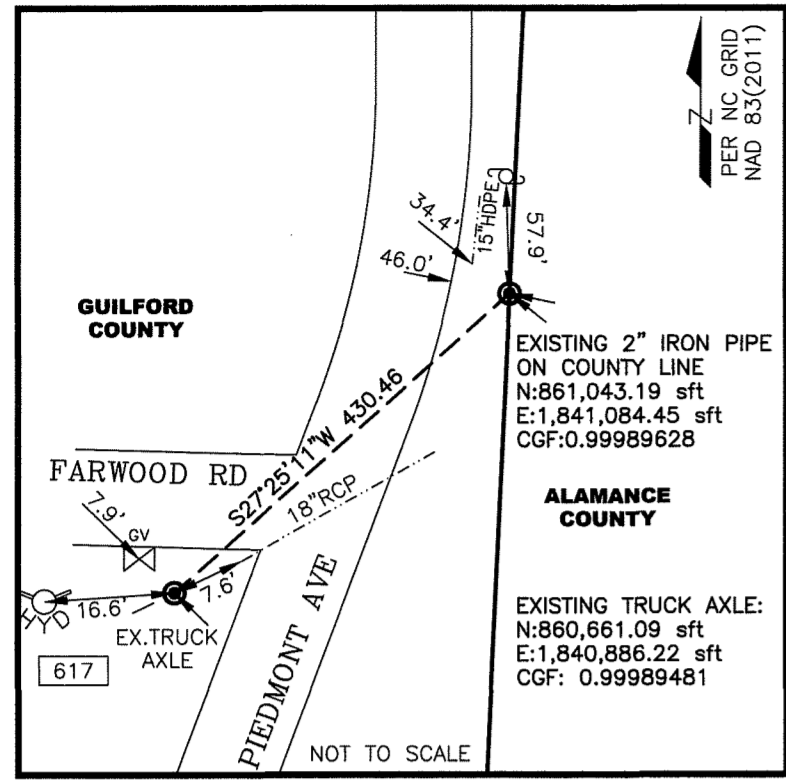 PER NC GRID
NAD 83(2011)
N
34.4'
15"HDPE
57.9'
46.0'
GUILFORD
COUNTY
EXISTING 2" IRON PIPE
ON COUNTY LINE
N:861,043.19 sft
E:1,841,084.45 sft
CGF:0.99989628
S27°25'11"W 430.46
FARWOOD RD
18"RCP
7.9'
GV
ALAMANCE
COUNTY
HYD
16.6'
7.6'
EX.TRUCK
AXLE
617
PIEDMONT AVE
EXISTING TRUCK AXLE:
N:860,661.09 sft
E:1,840,886.22 sft
CGF: 0.99989481
NOT TO SCALE